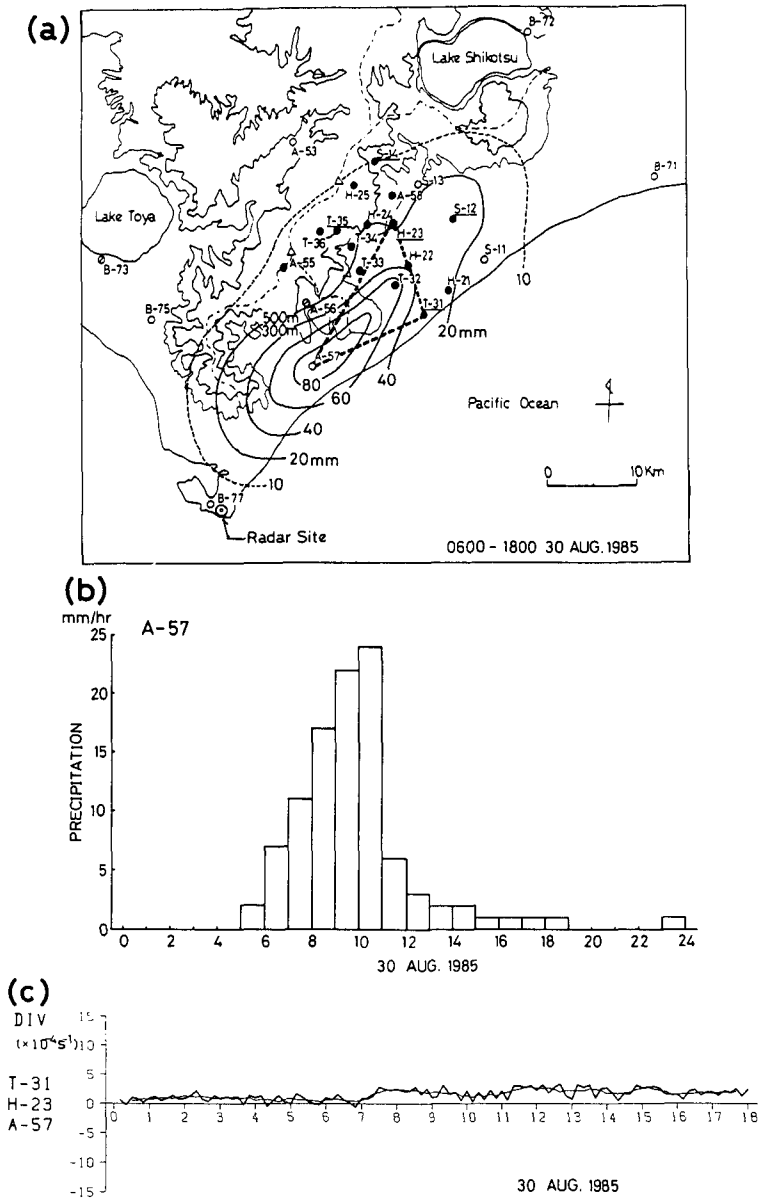 (a)
B-72
Lake Shikotsu
A-53
S-14
S-13
B-71
H-25
A-58
Lake Toya
T-35
H-24
S-12
T-36
T-34
H-23
B-73
A-55
T-33
H-22
S-11
T-32
H-21
10
B-75
500m
A-56
T-31
300m
20mm
A-57
80
40
60
Pacific Ocean
40
20mm
0 10 Km
10
B-77
Radar Site
0600 - 1800 30 AUG. 1985
(b)
mm/hr
A-57
25
20
15
10
5
0
PRECIPITATION
0 2 4 6 8 10 12 14 16 18 20 22 24
30 AUG. 1985
(c)
DIV
(×10⁻⁴s⁻¹)
15
10
5
0
-5
-10
-15
T-31
H-23
A-57
0 1 2 3 4 5 6 7 8 9 10 11 12 13 14 15 16 17 18
30 AUG. 1985